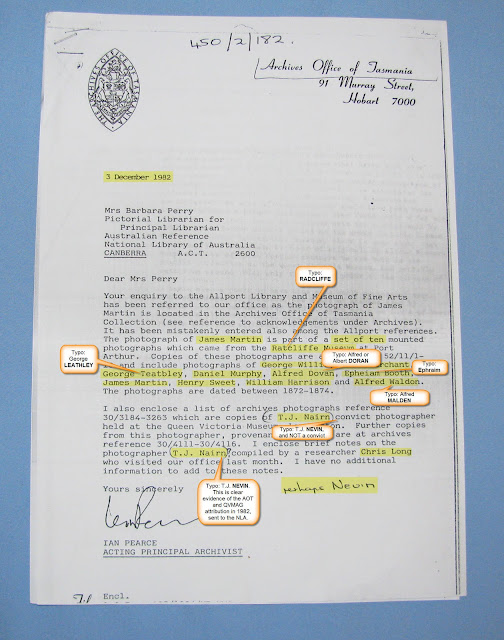 450/2/182.
Archives Office of Tasmania
91 Murray Street,
Hobart 7000
3 December 1982
Mrs Barbara Perry
Pictorial Librarian for
Principal Librarian
Australian Reference
National Library of Australia
CANBERRA A.C.T. 2600
Typo:
RADCLIFFE
Dear Mrs Perry
Your enquiry to the Allport Library and Museum of Fine Arts
has been referred to our office as the photograph of James
Martin is located in the Archives Office of Tasmania
Collection (see reference to acknowledgements under Archives).
It has been mistakenly entered also among the Allport references.
The photograph of James Martin is part of a set of ten mounted
photographs which came from the Ratcliffe Museum at Port
Arthur. Copies of these photographs are
Typo: Alfred or
Albert DORAN
and include photographs of George
Typo: George
LEATHLEY
George Teatbley, Daniel Murphy, Alfred Dovan, Epheiam Booth,
Typo:
Ephraim
James Martin, Henry Sweet, William Harrison and Alfred Waldon.
Typo: Alfred
MALDEN
The photographs are dated between 1872-1874.
I also enclose a list of archives photographs reference
30/3184-3263 which are copies of T.J. Nairn convict photograph
held at the Queen Victoria Further copies
Typo: T.J. NEVIN,
and NOT a convict
from this photographer, are at archives
reference 30/4111-30/4116. I enclose brief notes on the
photographer T.J. Nairn compiled by a researcher Chris Long
who visited our office last month. I have no additional
information to add to these notes.
Typo: T.J. NEVIN.
This is clear
evidence of the AOT
and QVMAG
attribution in 1982,
sent to the NLA.
Yours sincerely
perhaps Nevin
IAN PEARCE
ACTING PRINCIPAL ARCHIVIST
Encl.